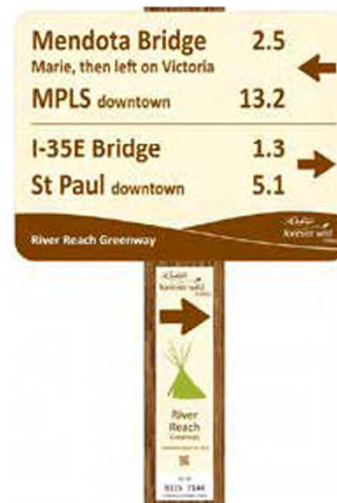 Mendota Bridge 2.5
Marie, then left on Victoria
MPLS downtown 13.2
I-35E Bridge 1.3
St Paul downtown 5.1
River Reach Greenway
forever wild
forever wild
River
Reach
Greenway